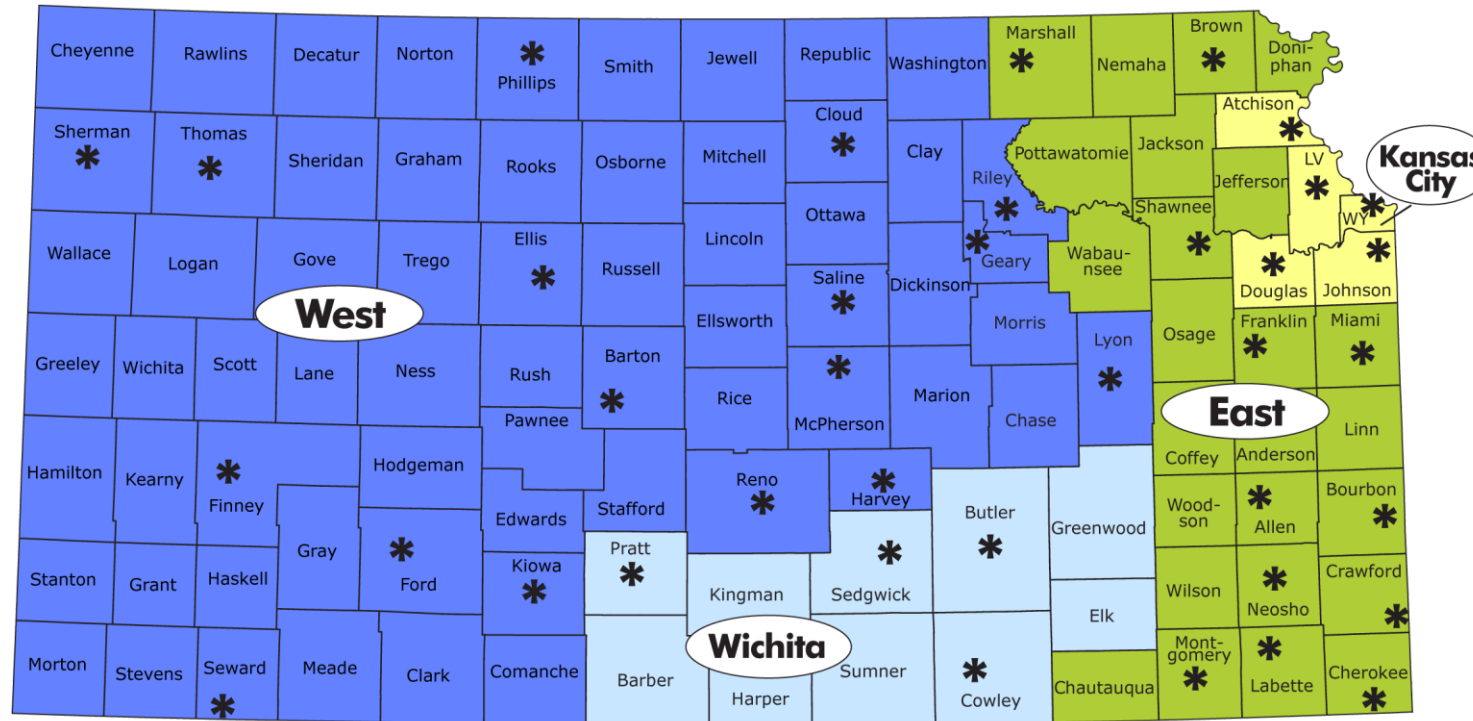 Cheyenne
Rawlins
Decatur
Norton
*
Phillips
Smith
Jewell
Republic
Washington
Marshall
*
Nemaha
Brown
*
Doni-
phan
Sherman
*
Thomas
*
Sheridan
Graham
Rooks
Osborne
Mitchell
Cloud
*
Clay
Riley
*
Pottawatomie
Jackson
Atchison
*
Jefferson
LV
*
Kansas
City
WY
*
Wallace
Logan
Gove
Trego
Ellis
*
Russell
Lincoln
Ottawa
Saline
*
Dickinson
*
Geary
Wabau-
nsee
Shawnee
*
*
Douglas
*
Johnson
West
Greeley
Wichita
Scott
Lane
Ness
Rush
Barton
*
Ellsworth
Rice
*
McPherson
Marion
Morris
Chase
Lyon
*
Osage
Franklin
*
Miami
*
East
Coffey
Anderson
Linn
Hamilton
Kearny
*
Finney
Hodgeman
Pawnee
Edwards
Stafford
Reno
*
*
Harvey
Butler
*
Greenwood
Wood-
son
*
Allen
Bourbon
*
Stanton
Grant
Haskell
Gray
*
Ford
Kiowa
*
Pratt
*
Kingman
*
Sedgwick
Elk
Wilson
*
Neosho
Crawford
*
Wichita
Morton
Stevens
Seward
*
Meade
Clark
Comanche
Barber
Harper
Sumner
*
Cowley
Chautauqua
Mont-
gomery
*
*
Labette
Cherokee
*